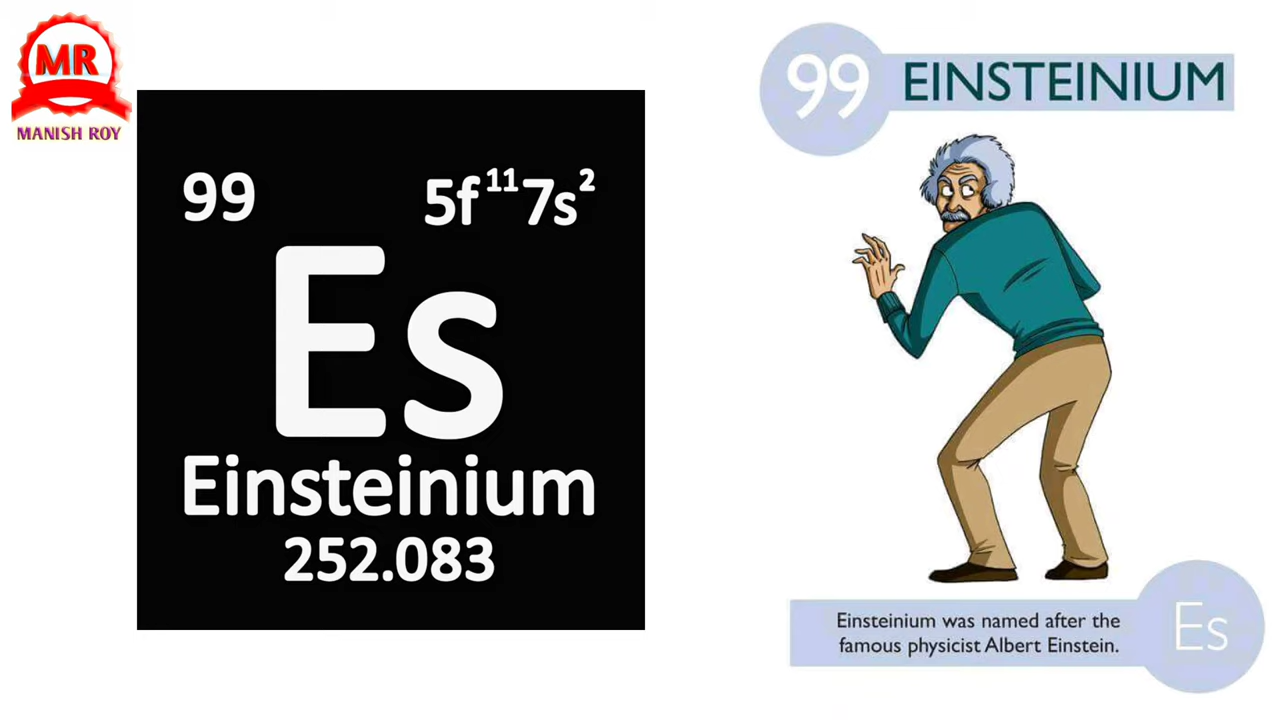 MR
MANISH ROY
99
5f¹¹7s²
Es
Einsteinium
252.083
99 EINSTEINIUM
Einsteinium was named after the
famous physicist Albert Einstein.
Es